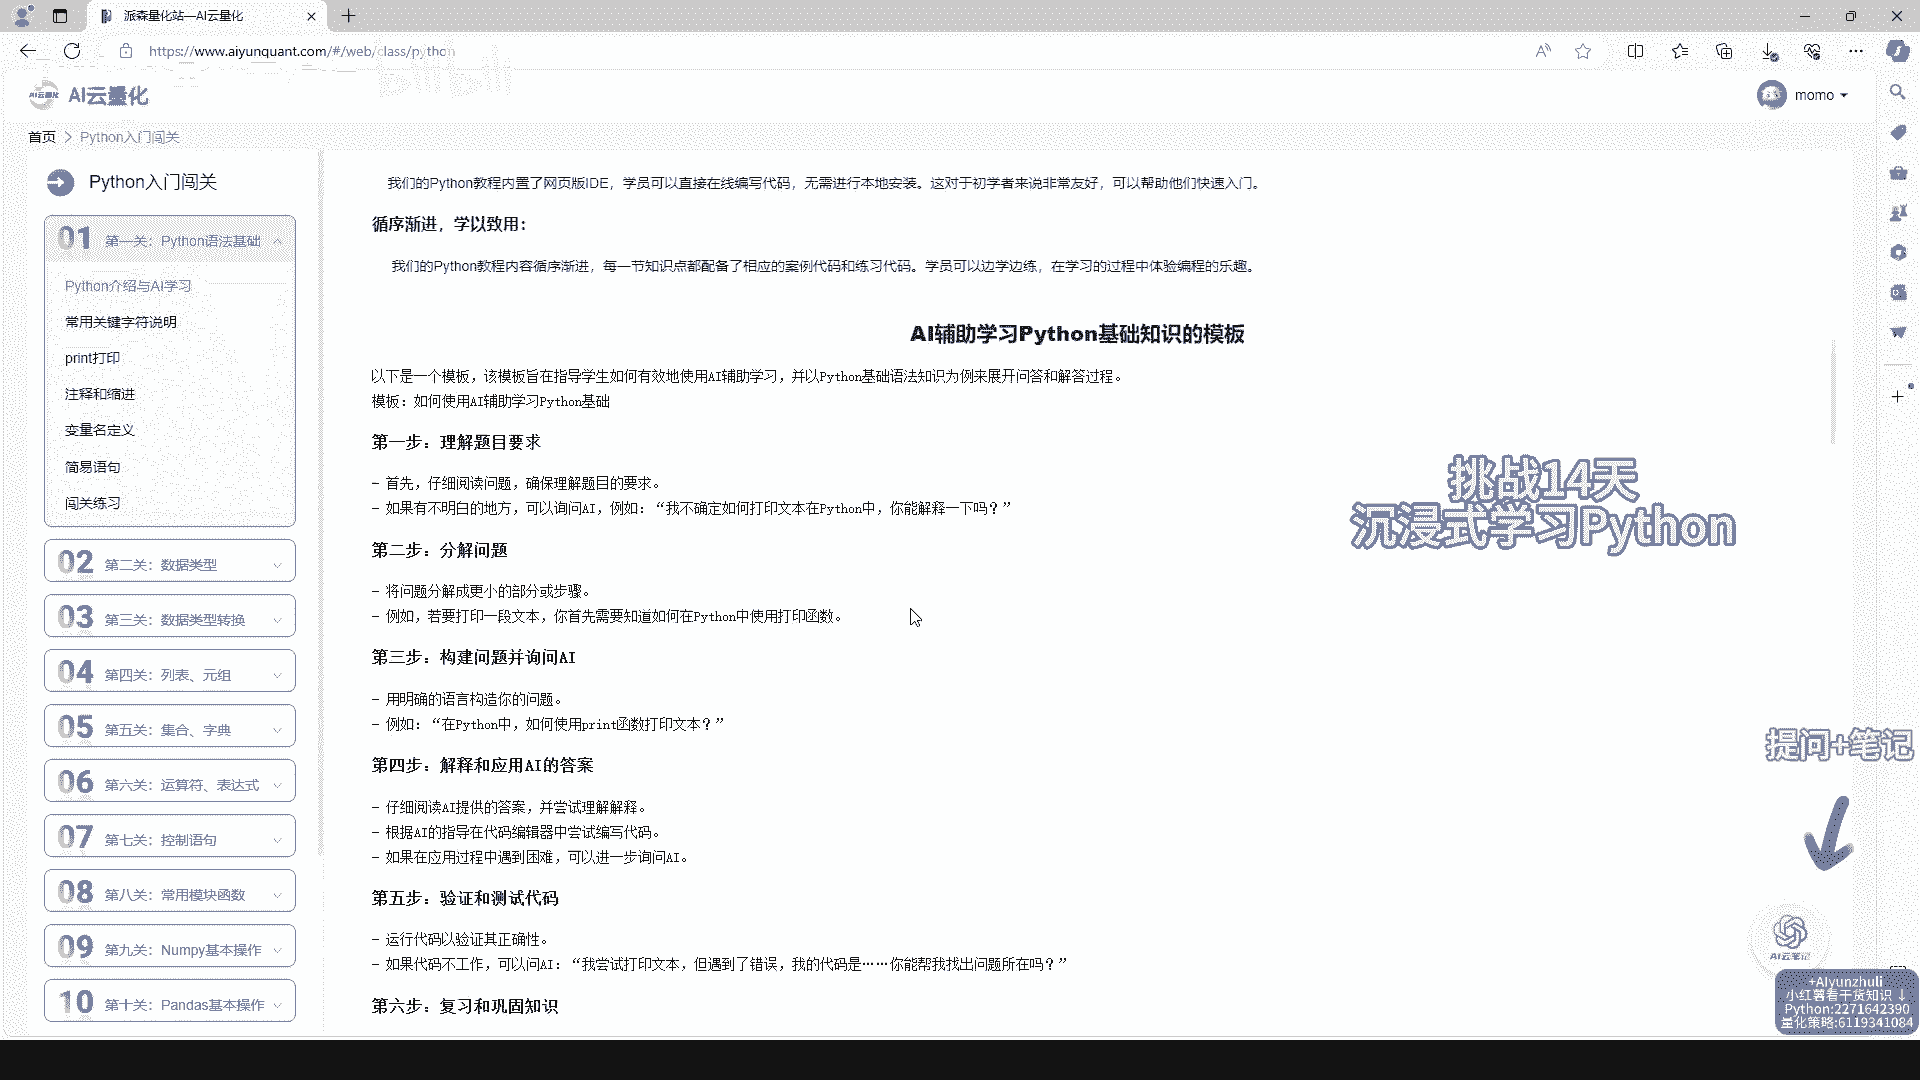 派森量化站—AI云量化
https://www.aiyunquant.com/#/web/class/python
bilibili
AI云量化
AI云量化
momo
首页 > Python入门闯关
Python入门闯关
01 第一关：Python语法基础
Python介绍与AI学习
常用关键字符说明
print打印
注释和缩进
变量名定义
简易语句
闯关练习
02 第二关：数据类型
03 第三关：数据类型转换
04 第四关：列表、元组
05 第五关：集合、字典
06 第六关：运算符、表达式
07 第七关：控制语句
08 第八关：常用模块函数
09 第九关：Numpy基本操作
10 第十关：Pandas基本操作
我们的Python教程内置了网页版IDE，学员可以直接在线编写代码，无需进行本地安装。这对于初学者来说非常友好，可以帮助他们快速入门。
循序渐进，学以致用：
我们的Python教程内容循序渐进，每一节知识点都配备了相应的案例代码和练习代码。学员可以边学边练，在学习的过程中体验编程的乐趣。
AI辅助学习Python基础知识的模板
以下是一个模板，该模板旨在指导学生如何有效地使用AI辅助学习，并以Python基础语法知识为例来展开问答和解答过程。
模板：如何使用AI辅助学习Python基础
第一步：理解题目要求
- 首先，仔细阅读问题，确保理解题目的要求。
- 如果有不明白的地方，可以询问AI，例如：“我不确定如何打印文本在Python中，你能解释一下吗？”
第二步：分解问题
- 将问题分解成更小的部分或步骤。
- 例如，若要打印一段文本，你首先需要知道如何在Python中使用打印函数。
第三步：构建问题并询问AI
- 用明确的语言构造你的问题。
- 例如：“在Python中，如何使用print函数打印文本？”
第四步：解释和应用AI的答案
- 仔细阅读AI提供的答案，并尝试理解解释。
- 根据AI的指导在代码编辑器中尝试编写代码。
- 如果在应用过程中遇到困难，可以进一步询问AI。
第五步：验证和测试代码
- 运行代码以验证其正确性。
- 如果代码不工作，可以问AI：“我尝试打印文本，但遇到了错误，我的代码是……你能帮我找出问题所在吗？”
第六步：复习和巩固知识
挑战14天
沉浸式学习Python
提问+笔记
AI云笔记
+AIyunzhuli
小红薯看干货知识 ↓
Python:2271642390
量化策略:6119341084